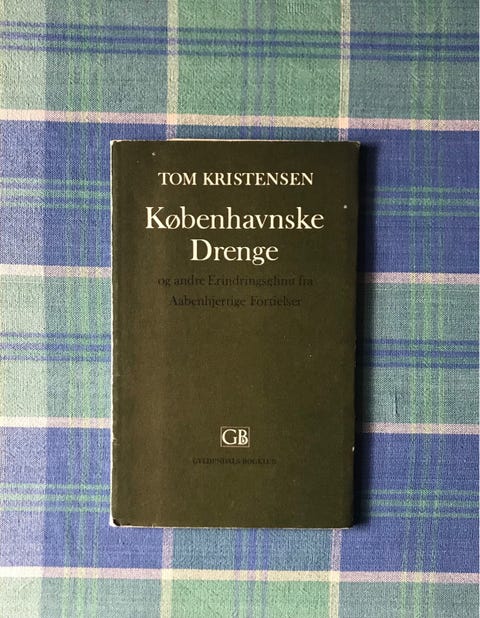 TOM KRISTENSEN
Københavnske
Drenge
og andre Erindringsglimt fra
Aabenhjertige Fortielser
GB
GYLDENDALS BOGKLUB